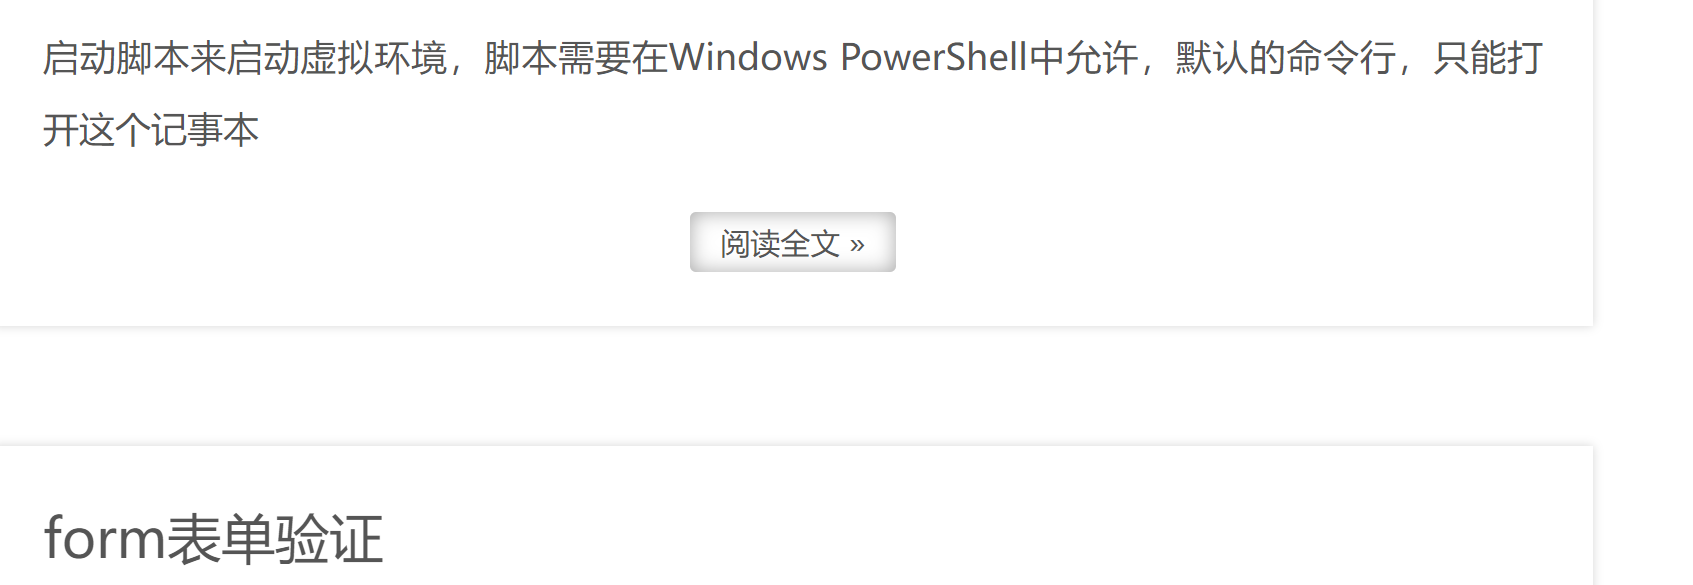 启动脚本来启动虚拟环境，脚本需要在Windows PowerShell中允许，默认的命令行，只能打
开这个记事本
阅读全文 »
form表单验证